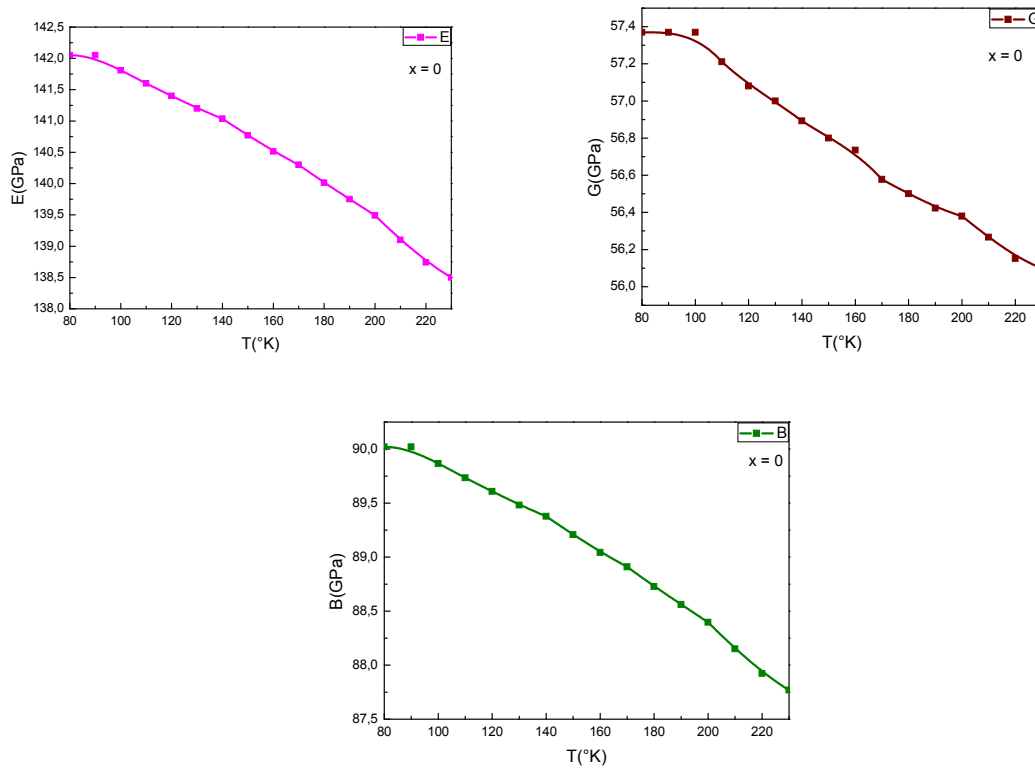 142,5
142,0
141,5
141,0
140,5
140,0
139,5
139,0
138,5
138,0
E(GPa)
80 100 120 140 160 180 200 220
T(°K)
E
x = 0
57,4
57,2
57,0
56,8
56,6
56,4
56,2
56,0
G(GPa)
80 100 120 140 160 180 200 220
T(°K)
G
x = 0
90,0
89,5
89,0
88,5
88,0
87,5
B(GPa)
80 100 120 140 160 180 200 220
T(°K)
B
x = 0